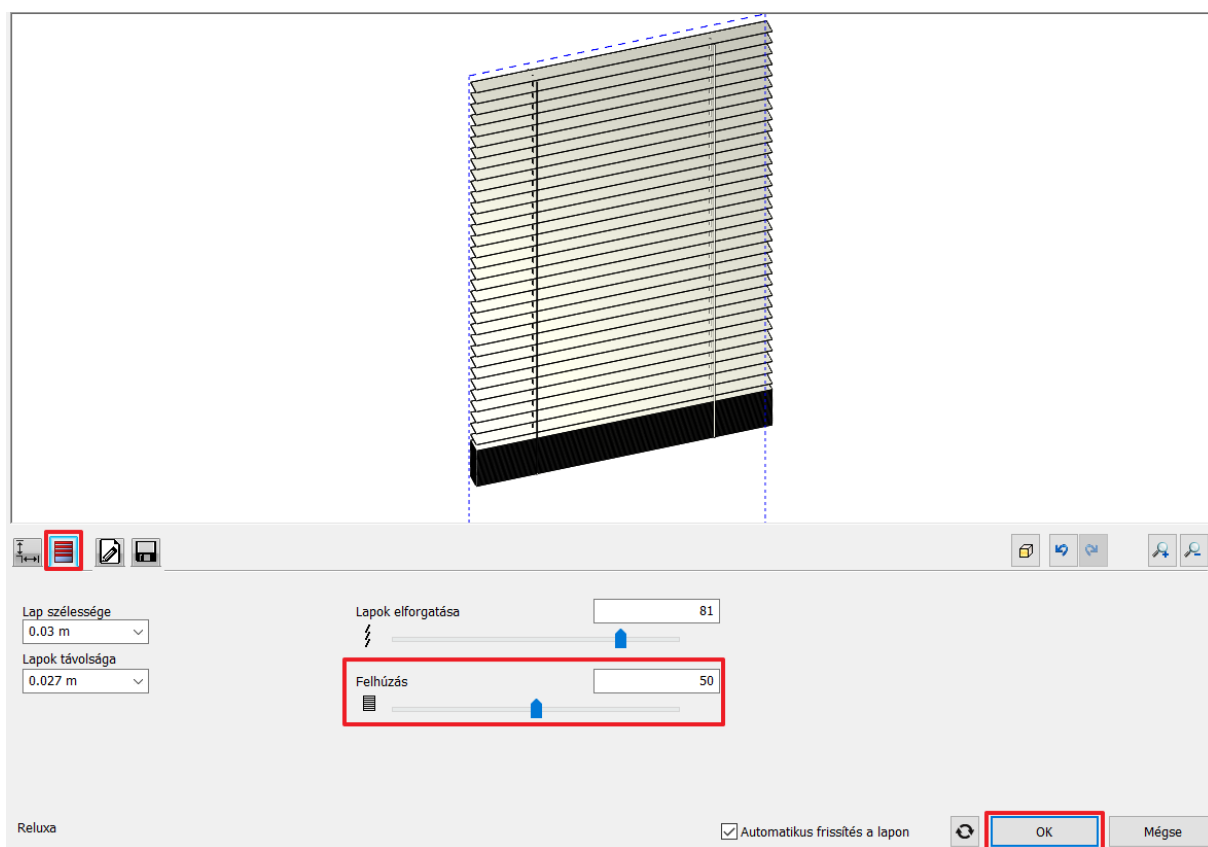 Lap szélessége
0.03 m
Lapok távolsága
0.027 m
Lapok elforgatása
81
Felhúzás
50
Reluxa
Automatikus frissítés a lapon
OK
Mégse